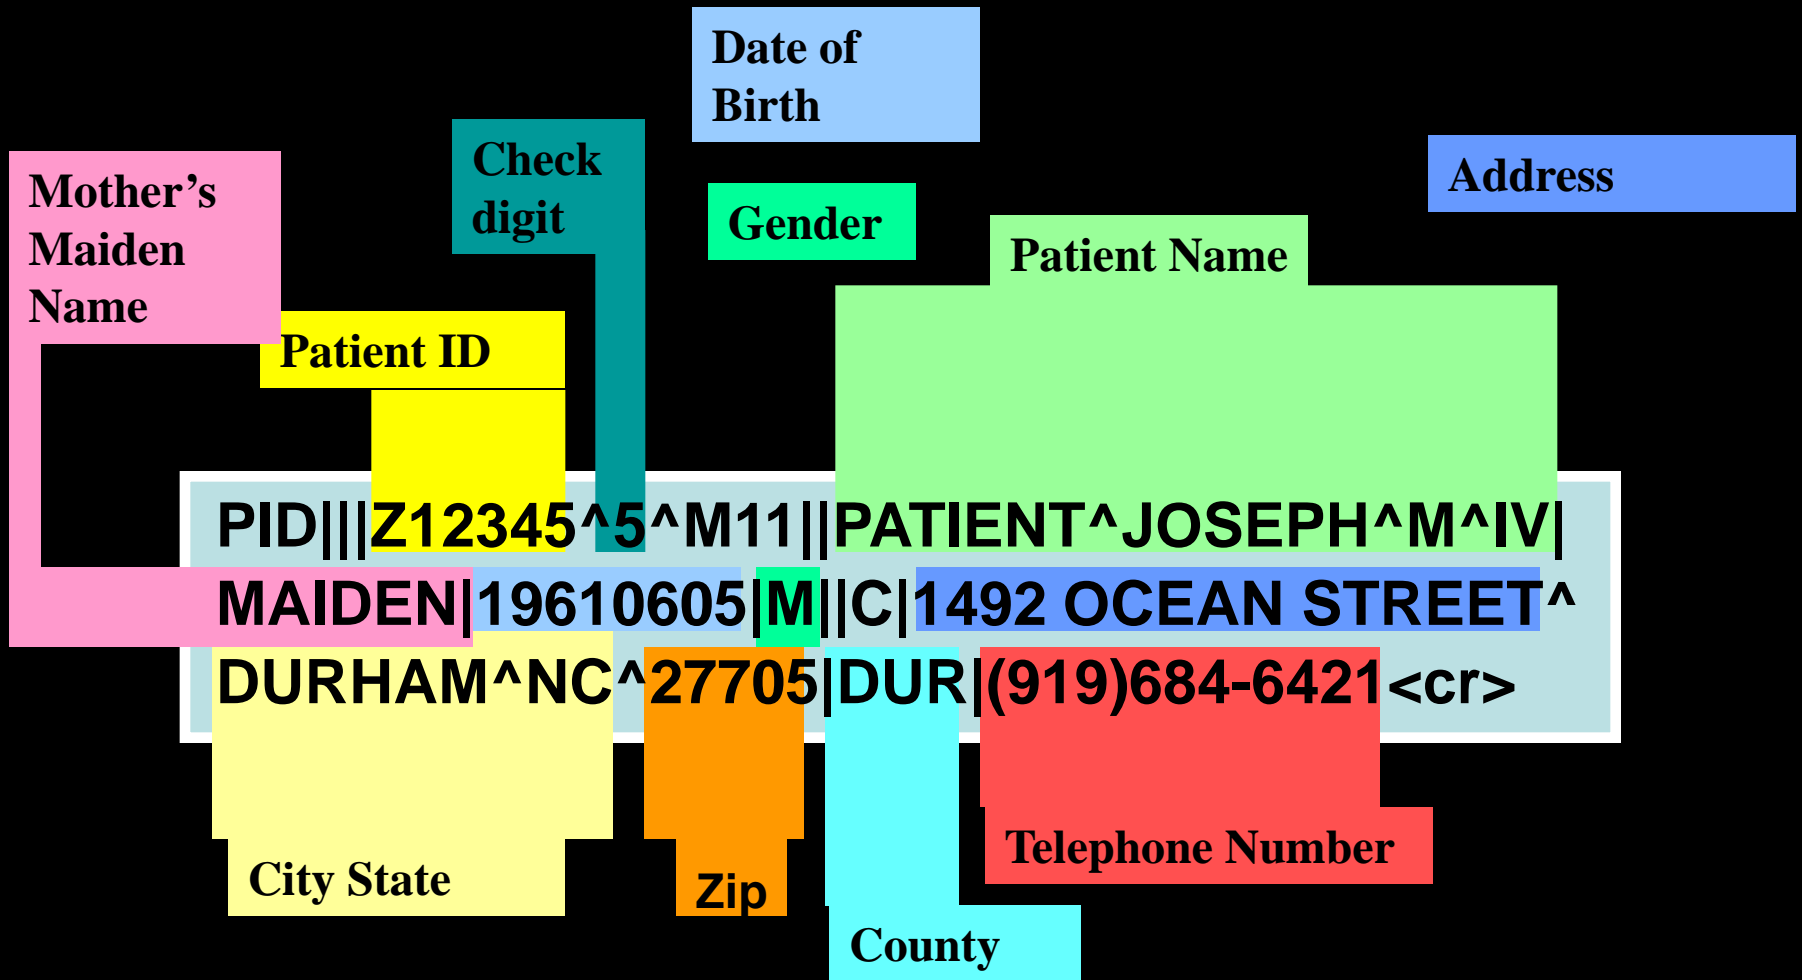 Date of
Birth
Check
digit
Address
Mother’s
Maiden
Name
Gender
Patient Name
Patient ID
PID|||Z12345^5^M11||PATIENT^JOSEPH^M^IV|
MAIDEN|19610605|M||C|1492 OCEAN STREET^
DURHAM^NC^27705|DUR|(919)684-6421<cr>
Telephone Number
City State
Zip
County